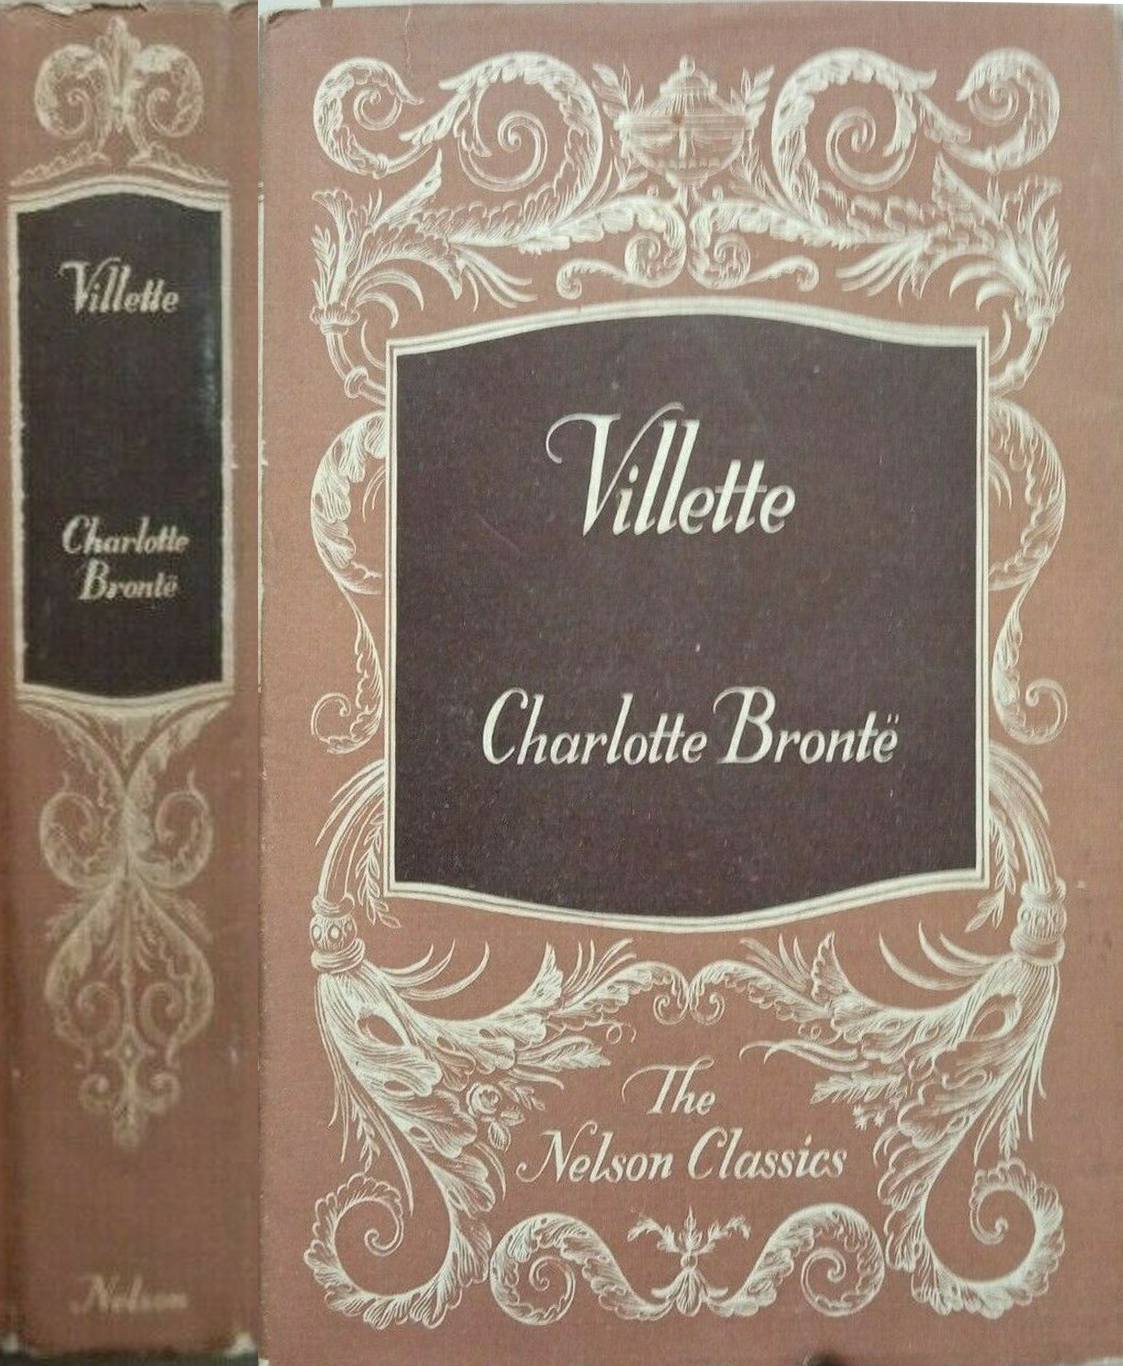 Villette
Charlotte
Brontë
Nelson
Villette
Charlotte Brontë
The
Nelson Classics